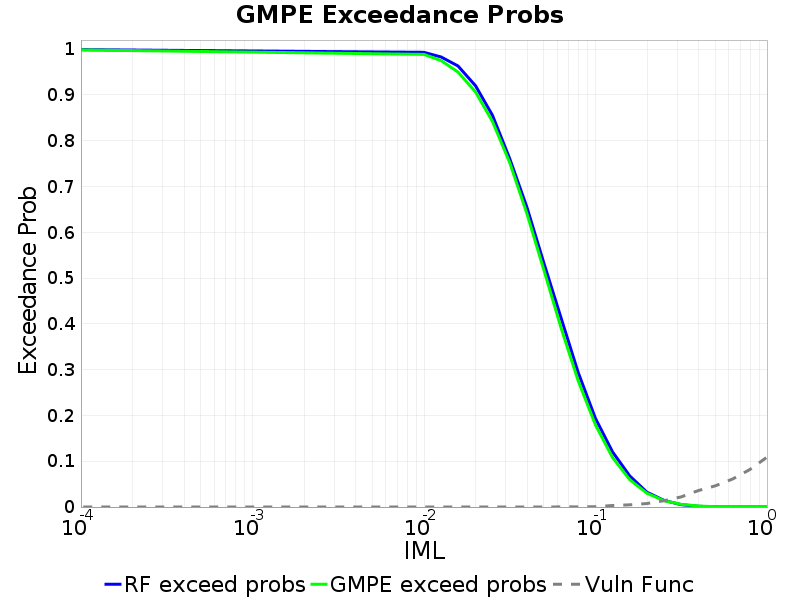 GMPE Exceedance Probs
Exceedance Prob
1
0.9
0.8
0.7
0.6
0.5
0.4
0.3
0.2
0.1
0
10^-4 10^-3 10^-2 10^-1 10^0
IML
RF exceed probs GMPE exceed probs Vuln Func